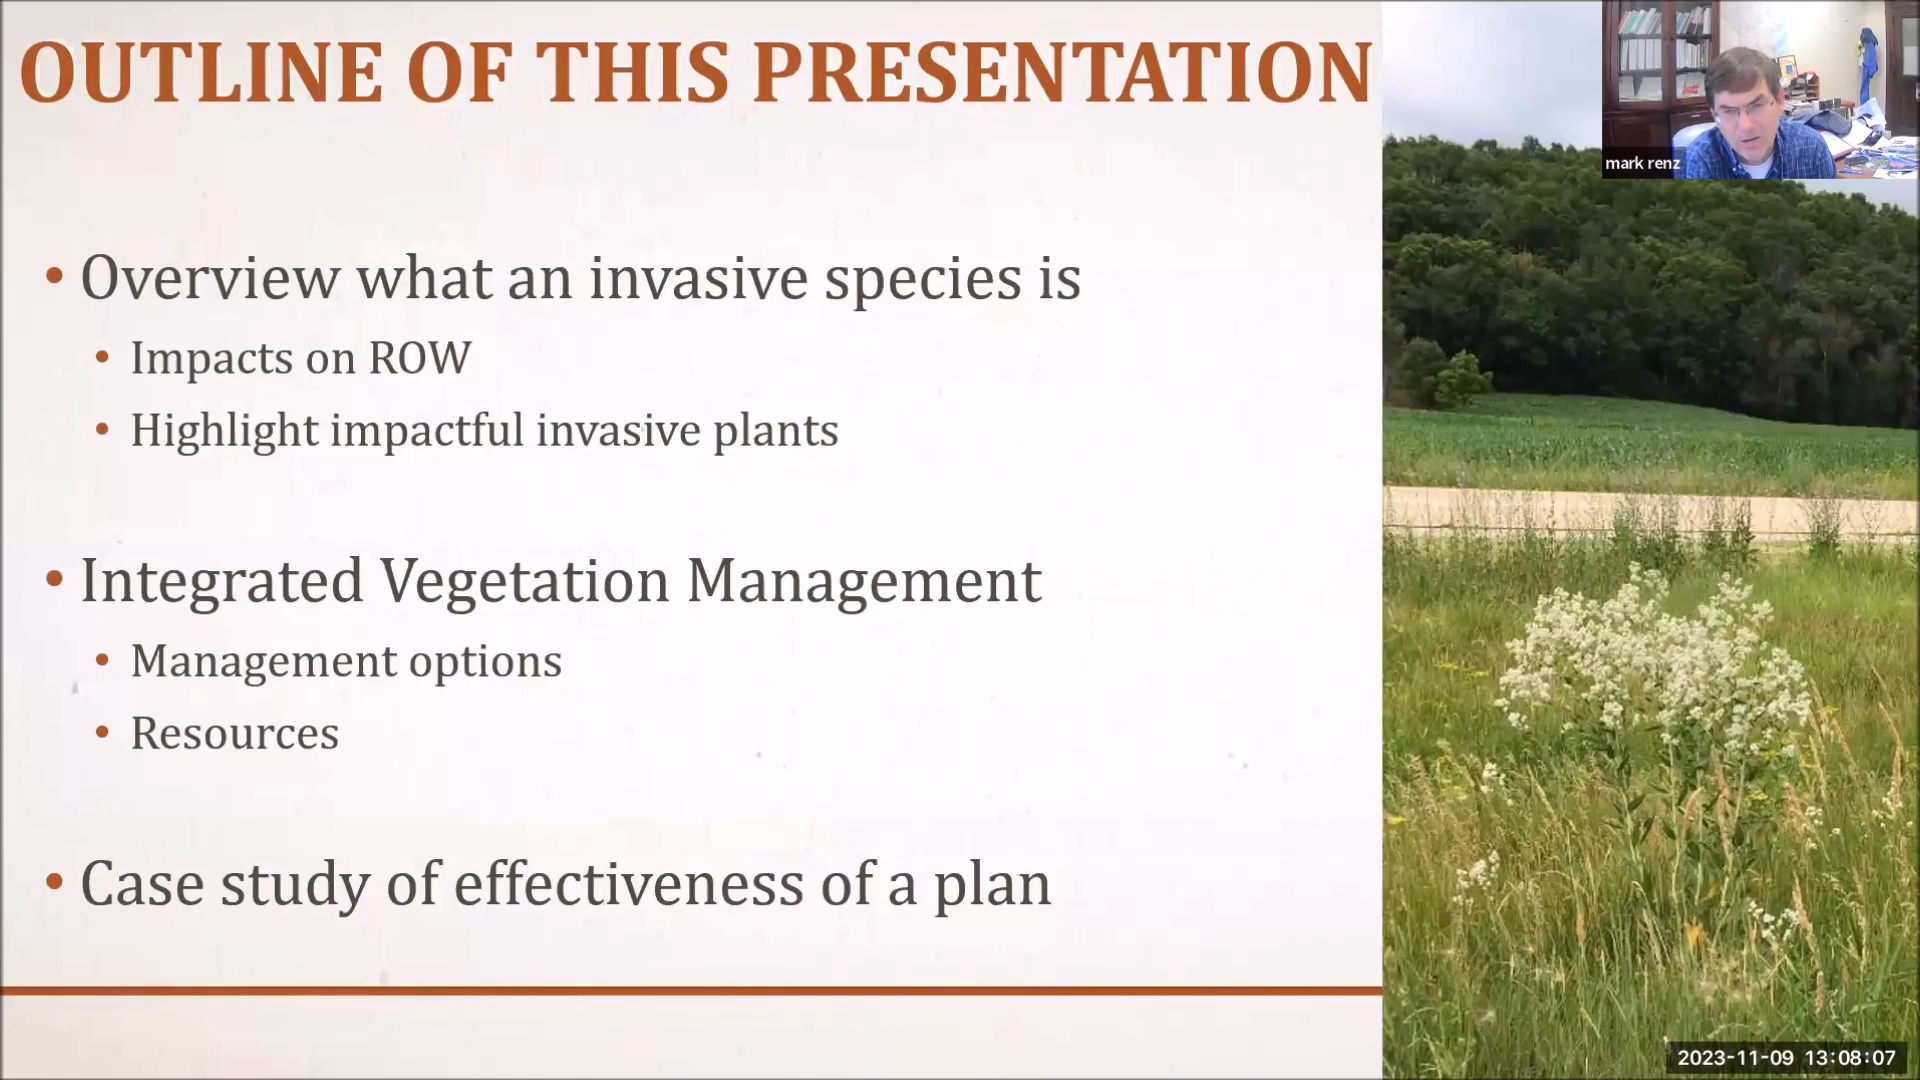 OUTLINE OF THIS PRESENTATION
mark renz
• Overview what an invasive species is
• Impacts on ROW
• Highlight impactful invasive plants
• Integrated Vegetation Management
• Management options
• Resources
• Case study of effectiveness of a plan
2023-11-09 13:08:07